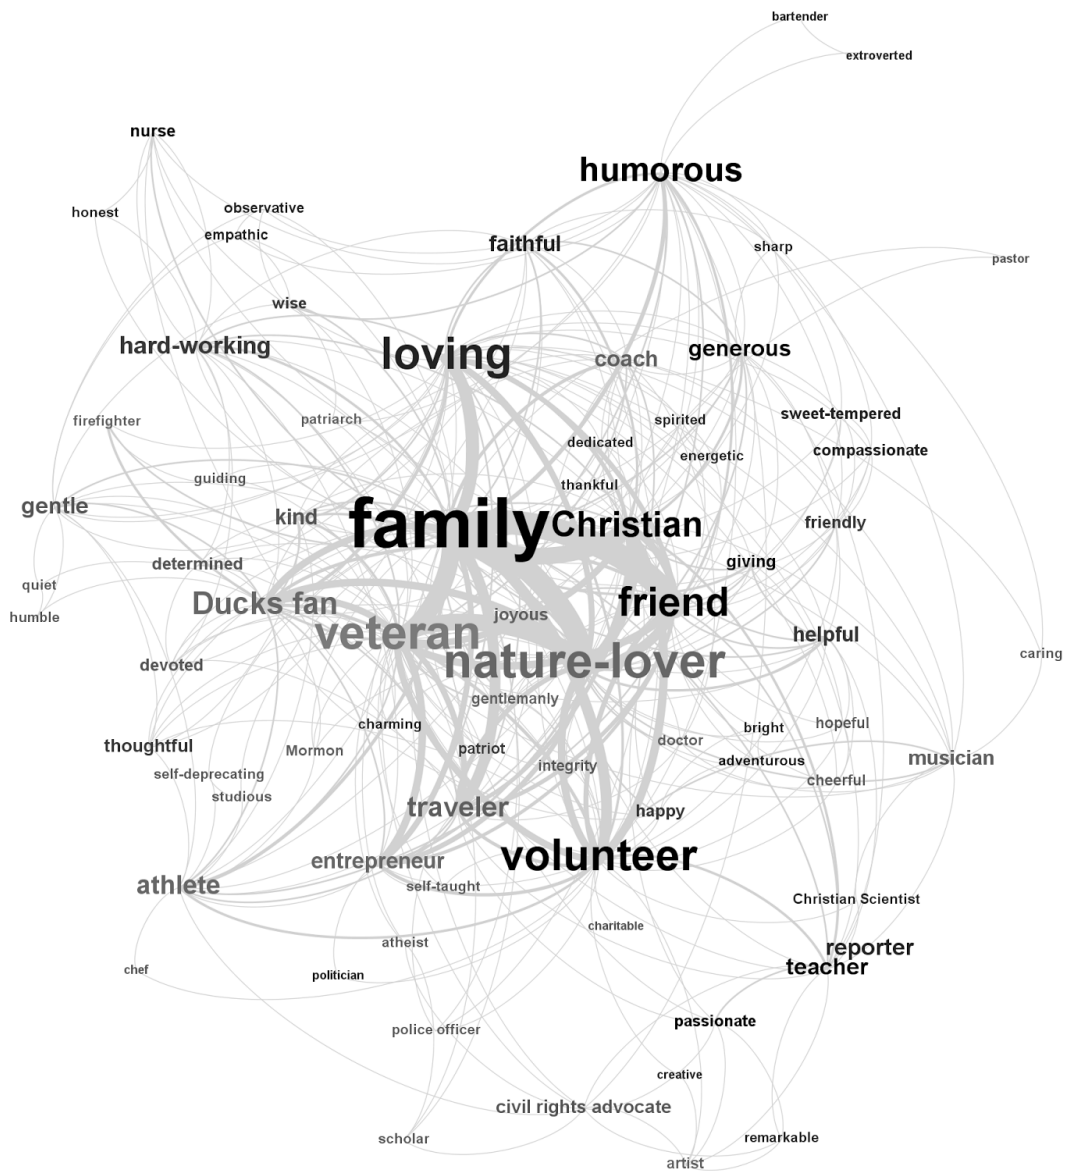 bartender
extroverted
nurse
humorous
honest
observative
empathic
faithful
sharp
pastor
wise
hard-working
loving
coach
generous
firefighter
patriarch
spirited
sweet-tempered
dedicated
energetic
compassionate
guiding
thankful
gentle
kind
family
Christian
friendly
determined
giving
quiet
Ducks fan
friend
humble
joyous
veteran
helpful
nature-lover
devoted
caring
gentlemanly
charming
bright
hopeful
thoughtful
Mormon
patriot
doctor
adventurous
musician
self-deprecating
integrity
cheerful
studious
traveler
happy
entrepreneur
volunteer
athlete
self-taught
Christian Scientist
charitable
atheist
reporter
chef
politician
teacher
passionate
police officer
creative
civil rights advocate
scholar
remarkable
artist